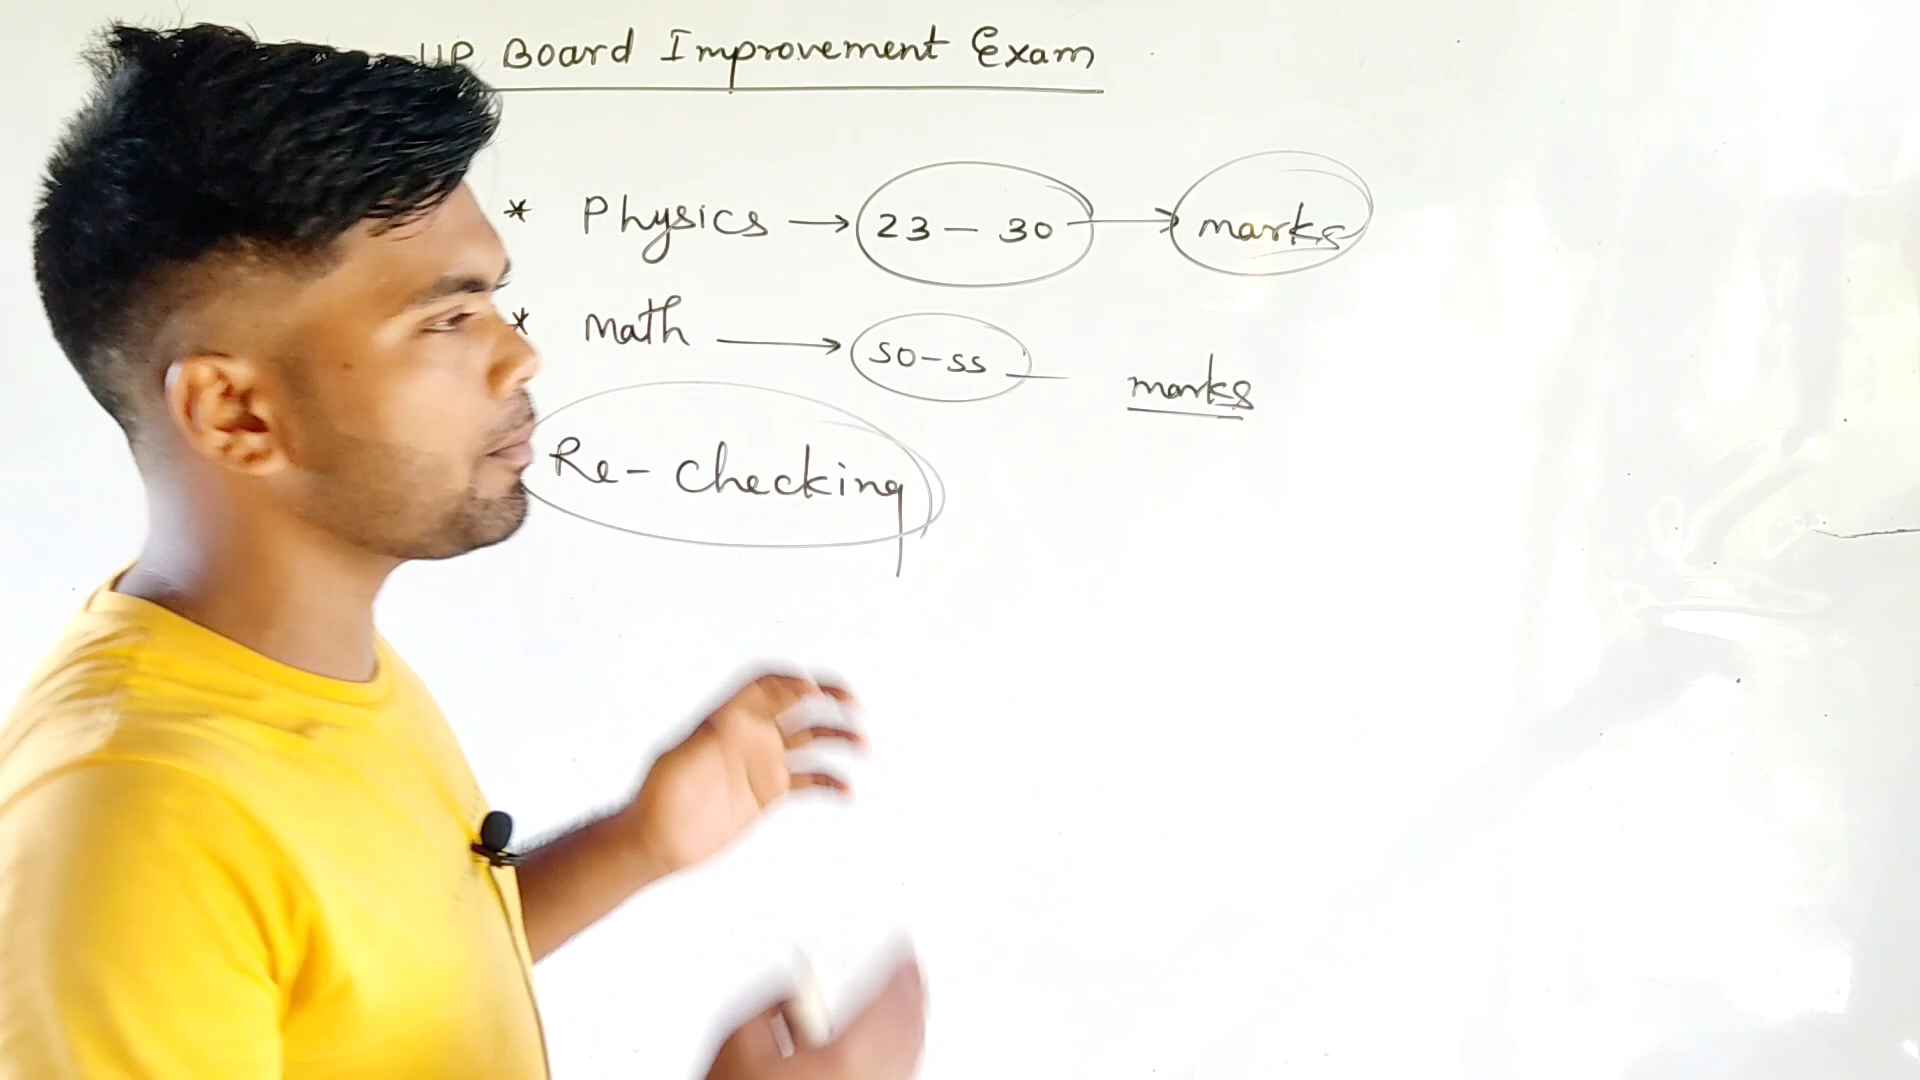 UP Board Improvement Exam
* Physics → 23 – 30 → marks
* math → 50-55 — marks
Re-checking